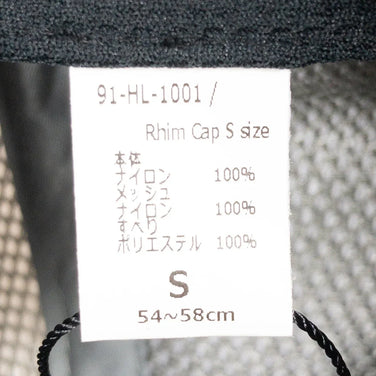 91-HL-1001 /
Rhim Cap S size
本体
ナイロン 100%
メッシュ
ナイロン 100%
すべり
ポリエステル 100%
S
54~58cm